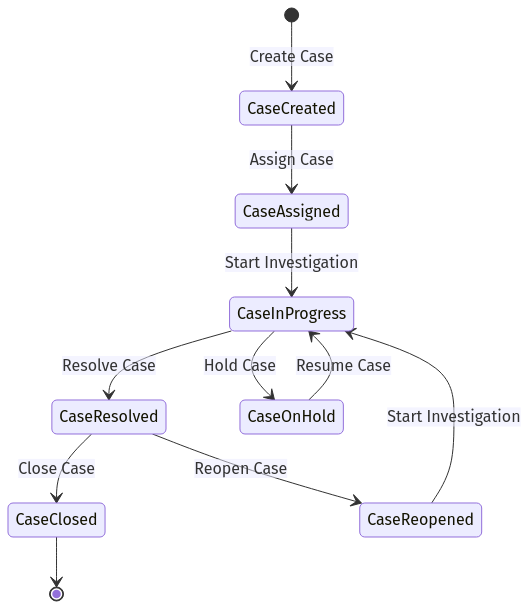 Create Case
CaseCreated
Assign Case
CaseAssigned
Start Investigation
CaseInProgress
Resolve Case
Hold Case
Resume Case
CaseResolved
CaseOnHold
Start Investigation
Close Case
Reopen Case
CaseClosed
CaseReopened